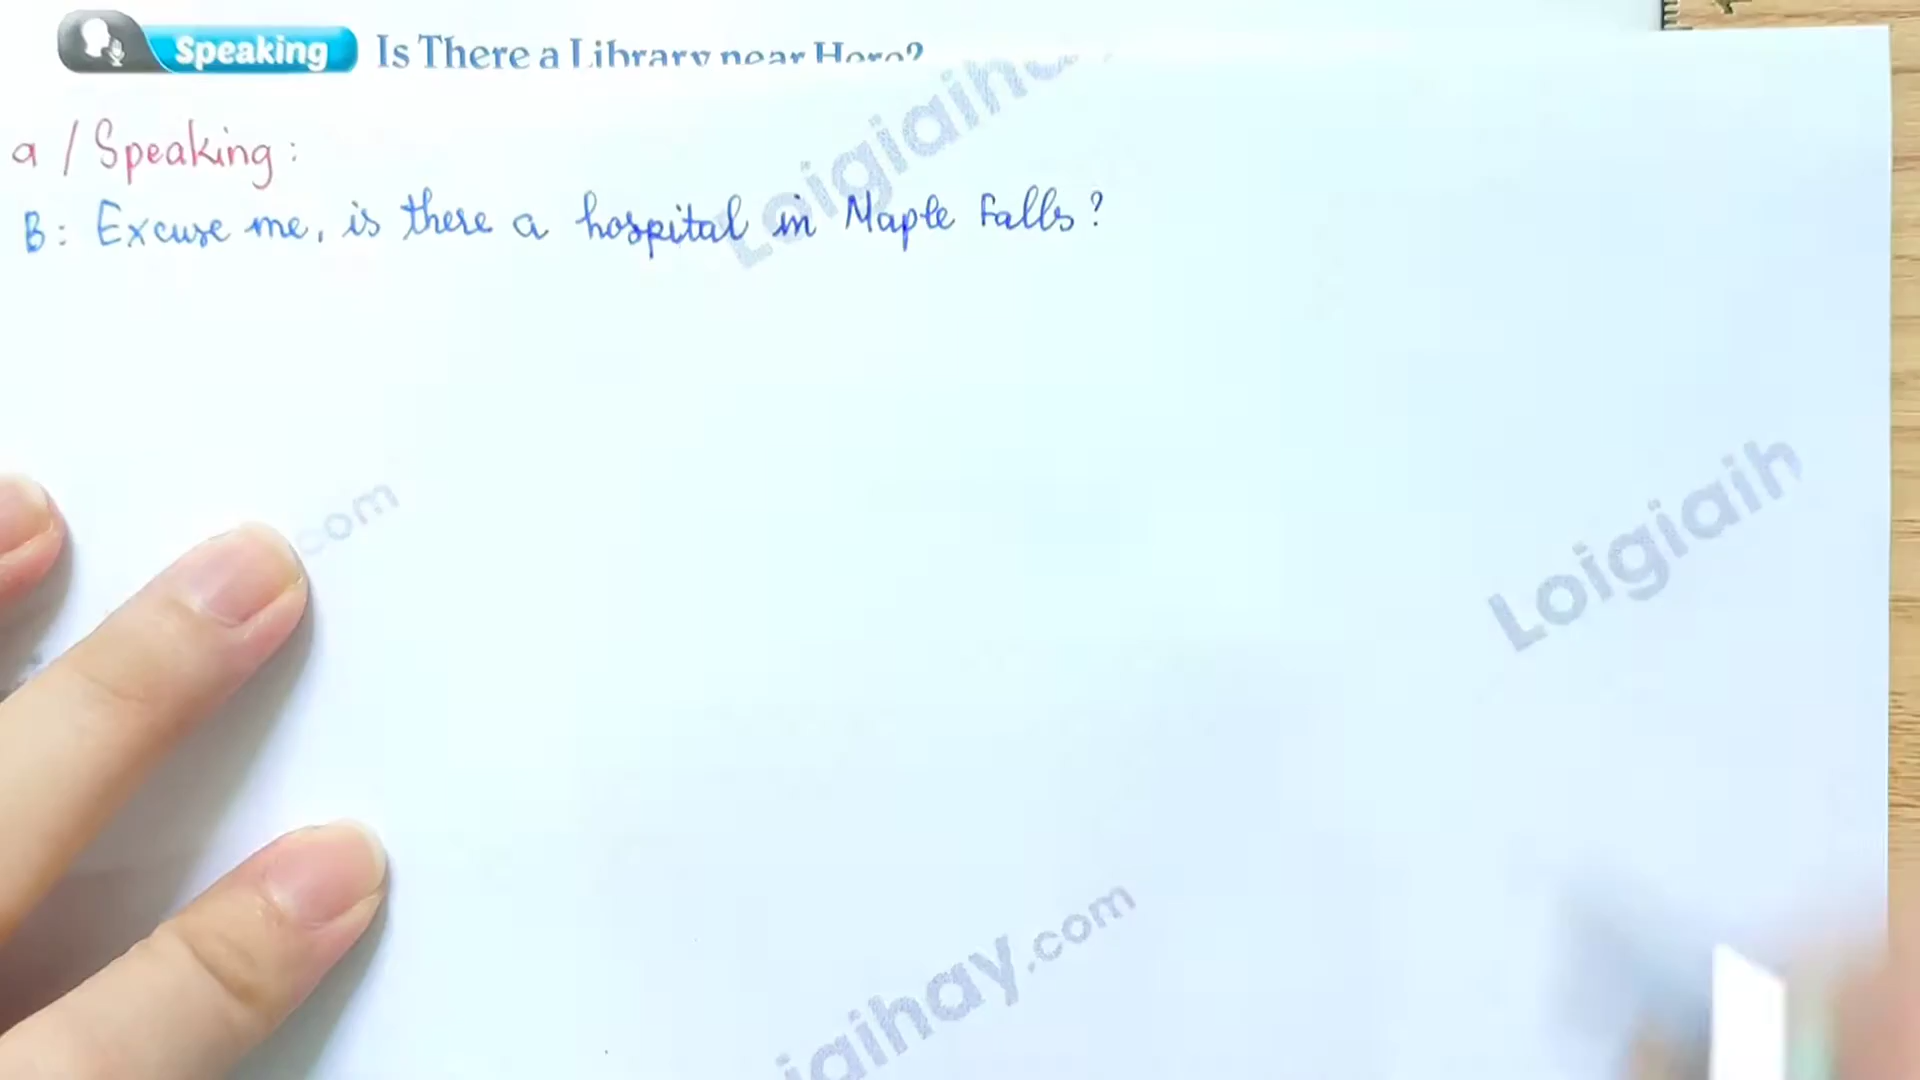 Speaking Is There a Library near Here?
a / Speaking:
B: Excuse me, is there a hospital in Maple Falls?
Loigiaih
.com
Loigiaih
igihay.com